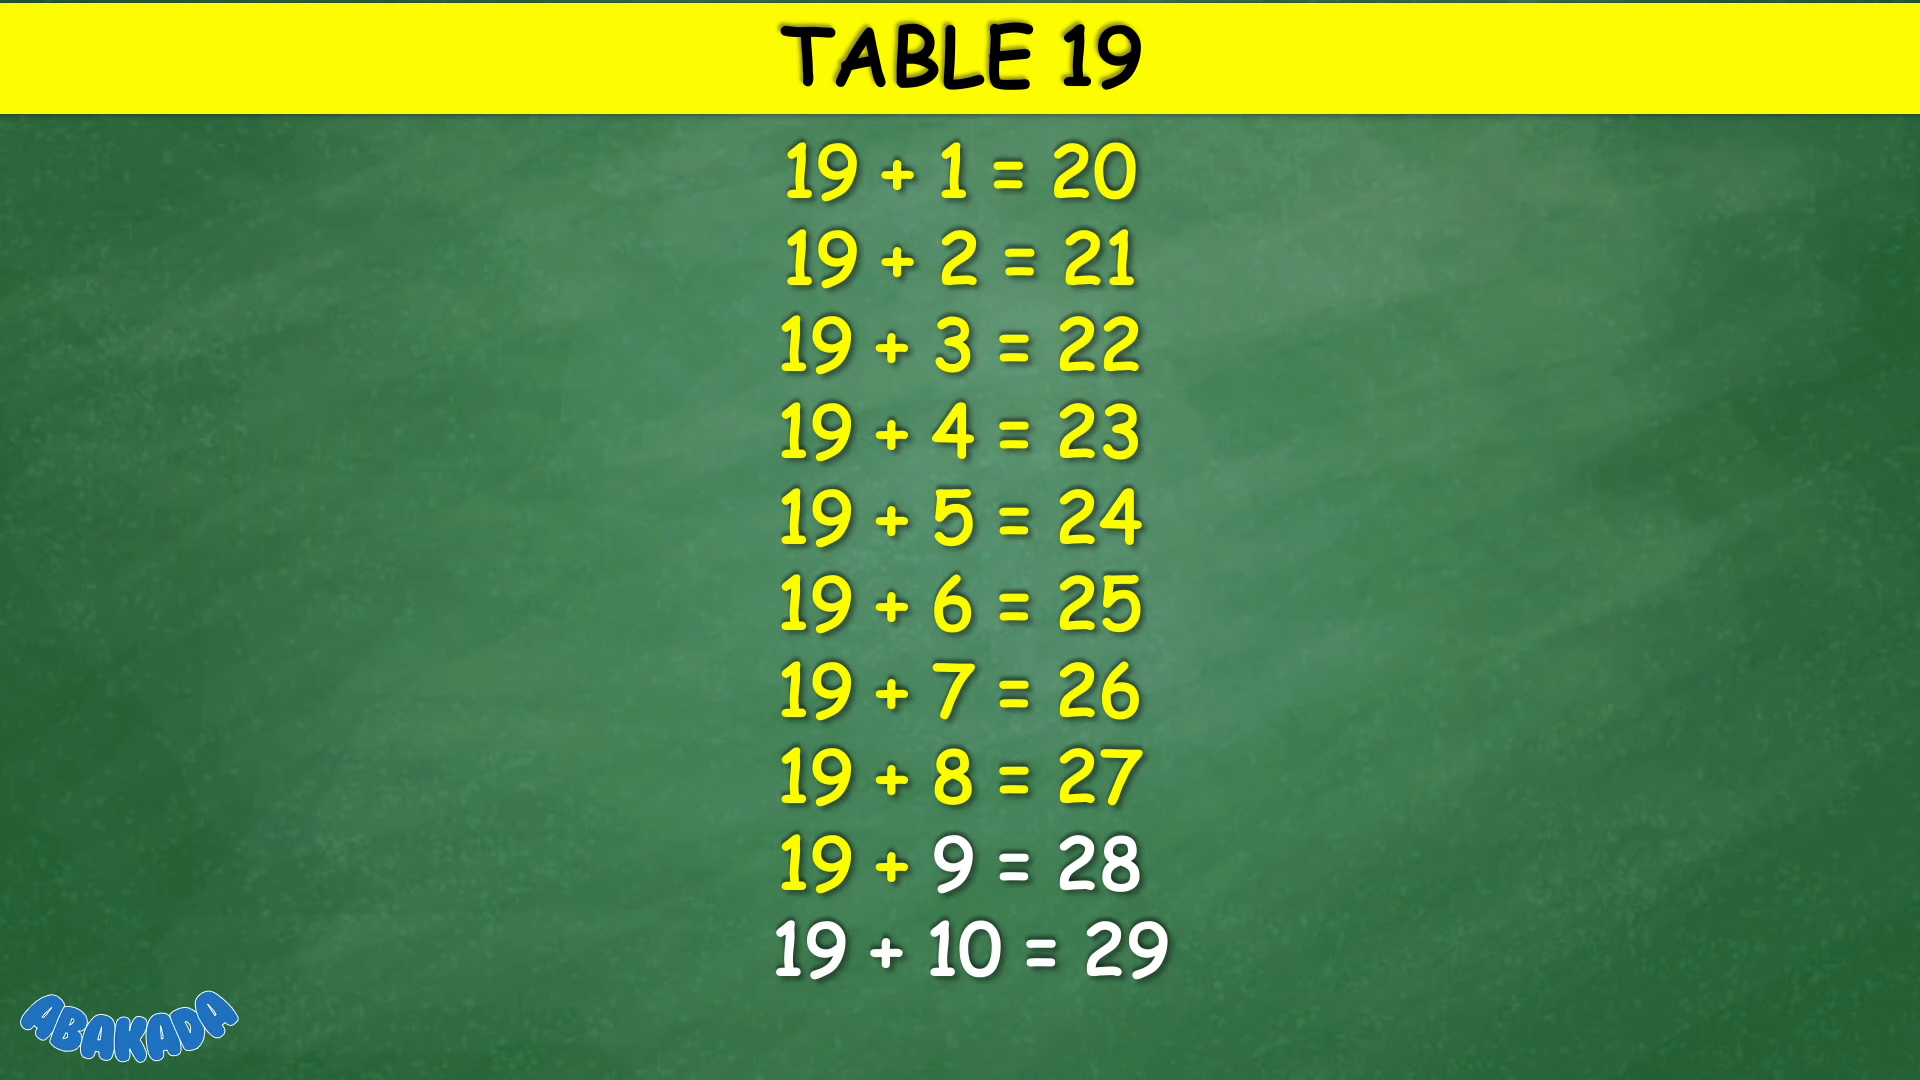 TABLE 19
19 + 1 = 20
19 + 2 = 21
19 + 3 = 22
19 + 4 = 23
19 + 5 = 24
19 + 6 = 25
19 + 7 = 26
19 + 8 = 27
19 + 9 = 28
19 + 10 = 29
ABAKADA